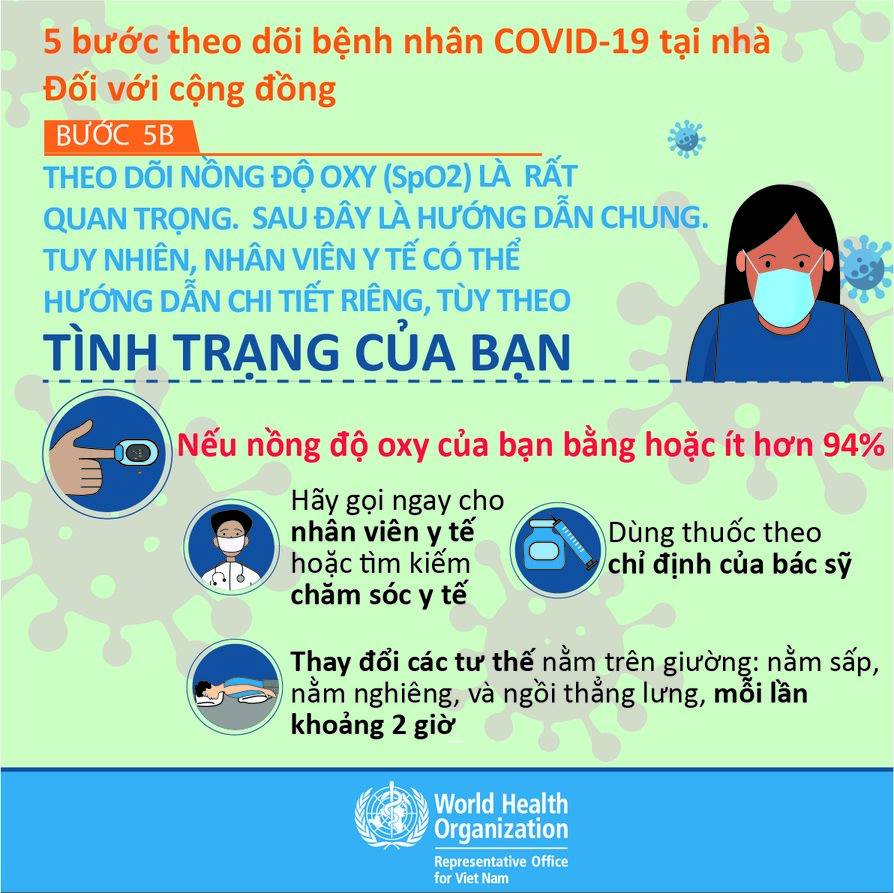 5 bước theo dõi bệnh nhân COVID-19 tại nhà
Đối với cộng đồng
BƯỚC 5B
THEO DÕI NỒNG ĐỘ OXY (SpO2) LÀ RẤT
QUAN TRỌNG. SAU ĐÂY LÀ HƯỚNG DẪN CHUNG.
TUY NHIÊN, NHÂN VIÊN Y TẾ CÓ THỂ
HƯỚNG DẪN CHI TIẾT RIÊNG, TÙY THEO
TÌNH TRẠNG CỦA BẠN
Nếu nồng độ oxy của bạn bằng hoặc ít hơn 94%
Hãy gọi ngay cho
nhân viên y tế
hoặc tìm kiếm
chăm sóc y tế
Dùng thuốc theo
chỉ định của bác sỹ
Thay đổi các tư thế nằm trên giường: nằm sấp,
nằm nghiêng, và ngồi thẳng lưng, mỗi lần
khoảng 2 giờ
World Health
Organization
Representative Office
for Viet Nam